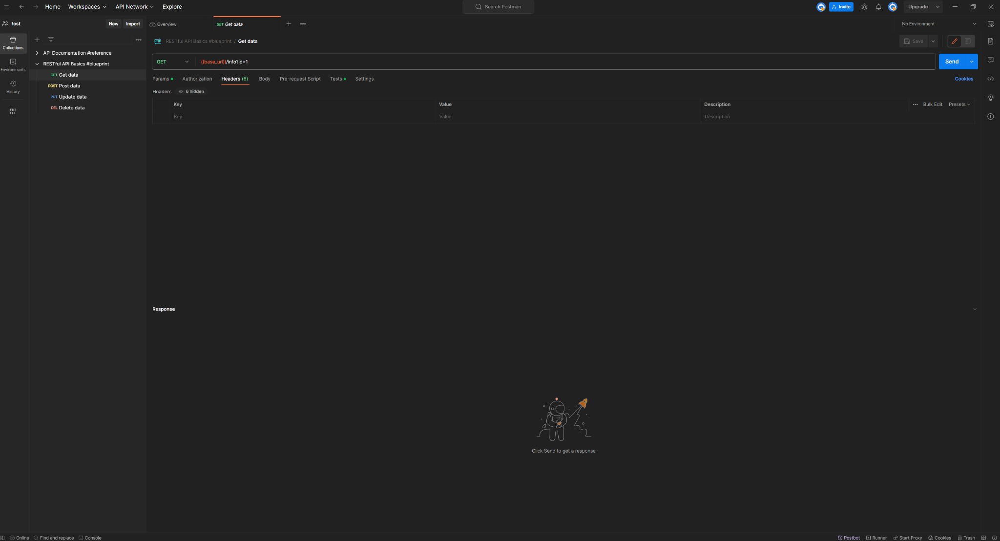 Home Workspaces API Network Explore Search Postman Invite Upgrade
test New Import Overview GET Get data No Environment
RESTful API Basics #blueprint / Get data Save
Collections
API Documentation #reference
RESTful API Basics #blueprint
GET {{base_url}}/info?id=1 Send
Environments
GET Get data
Params Authorization Headers (6) Body Pre-request Script Tests Settings Cookies
POST Post data
History
Headers 6 hidden
PUT Update data
Key Value Description Bulk Edit Presets
DEL Delete data
Key Value Description
Response
Click Send to get a response
Online Find and replace Console Postbot Runner Start Proxy Cookies Trash